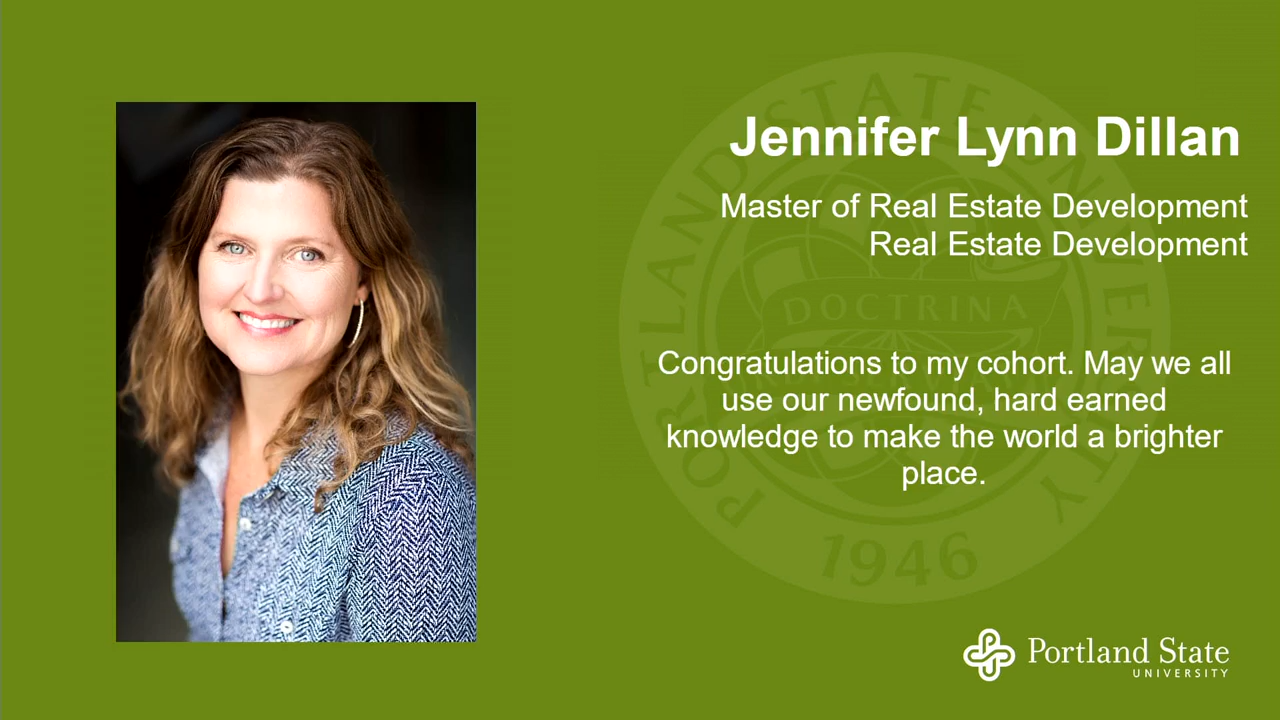 Jennifer Lynn Dillan
Master of Real Estate Development
Real Estate Development
Congratulations to my cohort. May we all
use our newfound, hard earned
knowledge to make the world a brighter
place.
PORTLAND STATE UNIVERSITY
DOCTRINA
1946
Portland State
UNIVERSITY